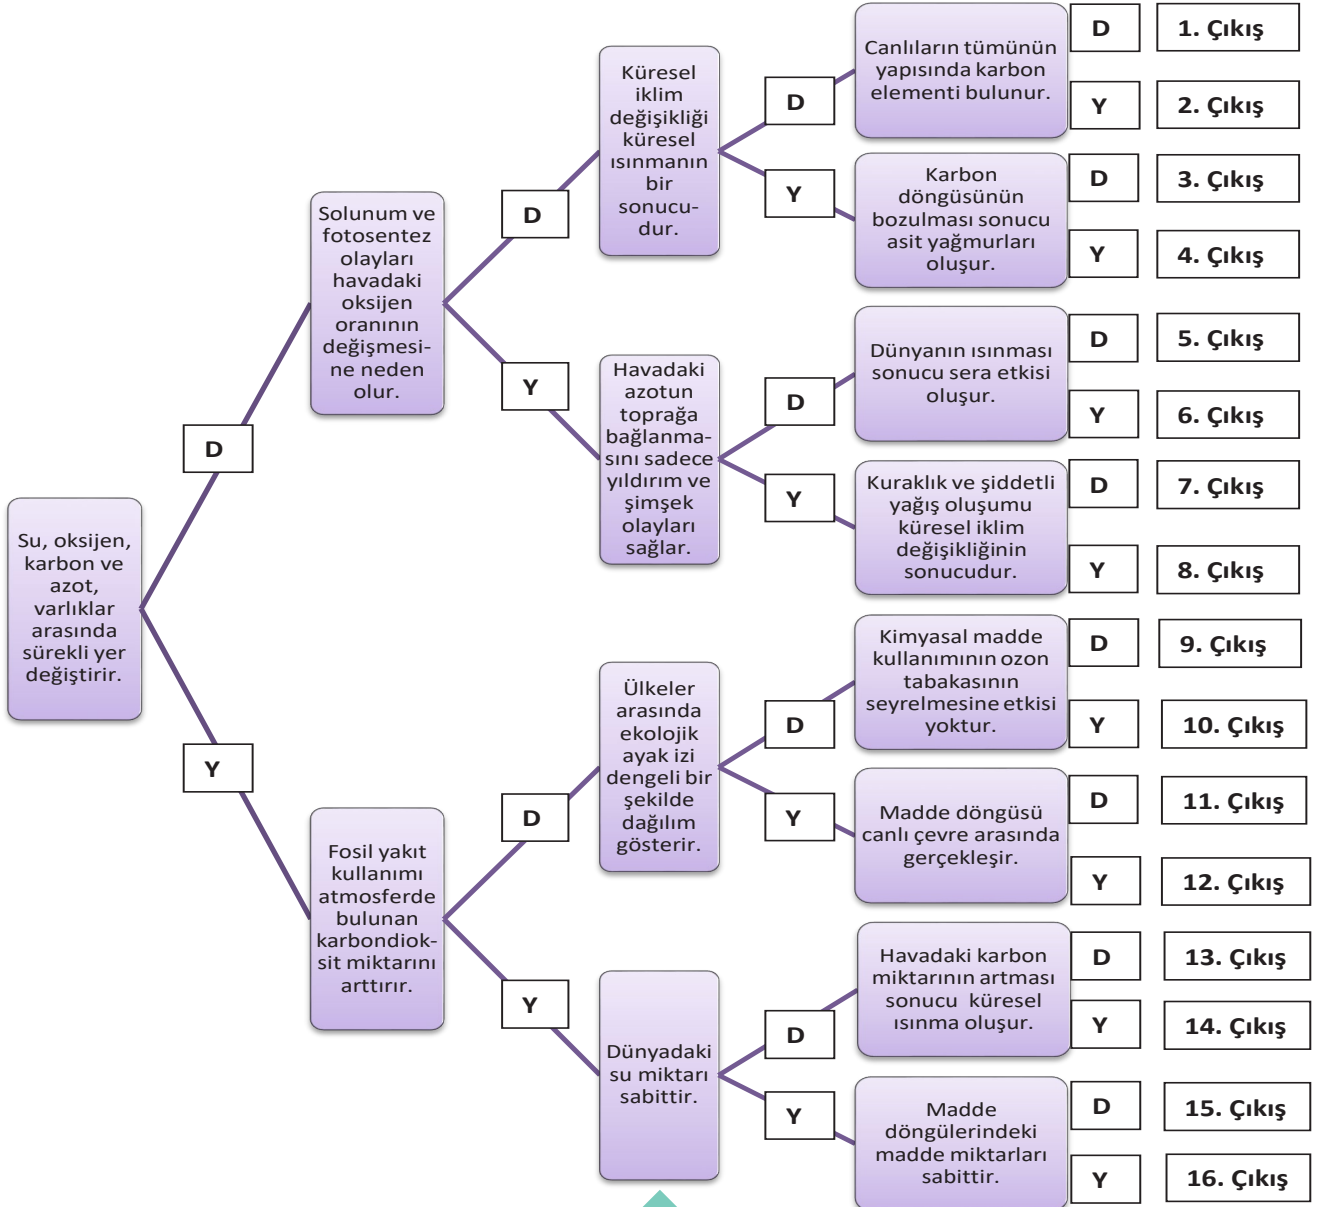 Su, oksijen,
karbon ve
azot,
varlıklar
arasında
sürekli yer
değiştirir.
D
Y
Solunum ve
fotosentez
olayları
havadaki
oksijen
oranının
değişmesi-
ne neden
olur.
D
Y
Fosil yakıt
kullanımı
atmosferde
bulunan
karbondiok-
sit miktarını
arttırır.
D
Y
Küresel
iklim
değişikliği
küresel
ısınmanın
bir
sonucu-
dur.
D
Y
Havadaki
azotun
toprağa
bağlanma-
sını sadece
yıldırım ve
şimşek
olayları
sağlar.
D
Y
Ülkeler
arasında
ekolojik
ayak izi
dengeli bir
şekilde
dağılım
gösterir.
D
Y
Dünyadaki
su miktarı
sabittir.
D
Y
Canlıların tümünün
yapısında karbon
elementi bulunur.
D 1. Çıkış
Y 2. Çıkış
Karbon
döngüsünün
bozulması sonucu
asit yağmurları
oluşur.
D 3. Çıkış
Y 4. Çıkış
Dünyanın ısınması
sonucu sera etkisi
oluşur.
D 5. Çıkış
Y 6. Çıkış
Kuraklık ve şiddetli
yağış oluşumu
küresel iklim
değişikliğinin
sonucudur.
D 7. Çıkış
Y 8. Çıkış
Kimyasal madde
kullanımının ozon
tabakasının
seyrelmesine etkisi
yoktur.
D 9. Çıkış
Y 10. Çıkış
Madde döngüsü
canlı çevre arasında
gerçekleşir.
D 11. Çıkış
Y 12. Çıkış
Havadaki karbon
miktarının artması
sonucu küresel
ısınma oluşur.
D 13. Çıkış
Y 14. Çıkış
Madde
döngülerindeki
madde miktarları
sabittir.
D 15. Çıkış
Y 16. Çıkış